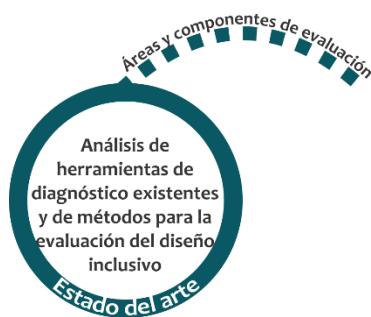 Áreas y componentes de evaluación
Análisis de
herramientas de
diagnóstico existentes
y de métodos para la
evaluación del diseño
inclusivo
Estado del arte